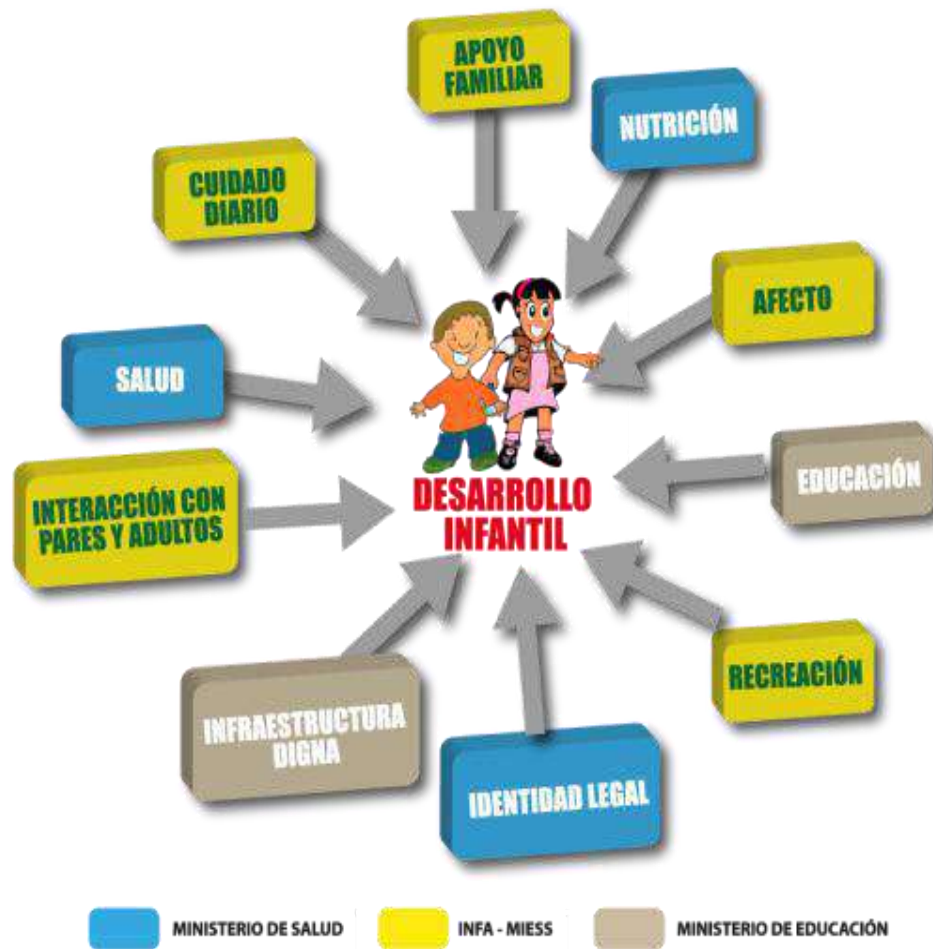 APOYO
FAMILIAR
NUTRICIÓN
CUIDADO
DIARIO
AFECTO
SALUD
EDUCACIÓN
INTERACCIÓN CON
PARES Y ADULTOS
DESARROLLO
INFANTIL
RECREACIÓN
INFRAESTRUCTURA
DIGNA
IDENTIDAD LEGAL
MINISTERIO DE SALUD
INFA - MIESS
MINISTERIO DE EDUCACIÓN